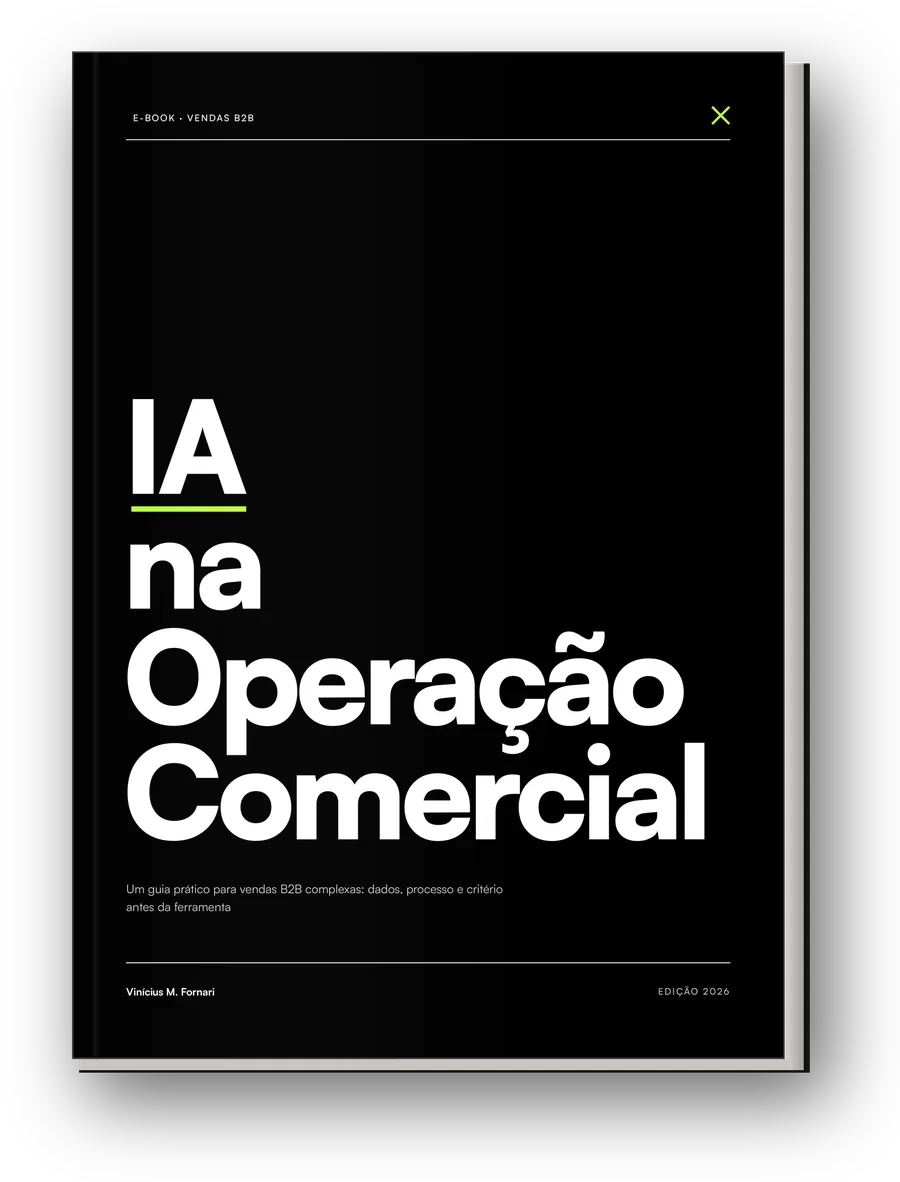 E-BOOK · VENDAS B2B
IA
na
Operação
Comercial
Um guia prático para vendas B2B complexas: dados, processo e critério
antes da ferramenta
Vinícius M. Fornari
EDIÇÃO 2026